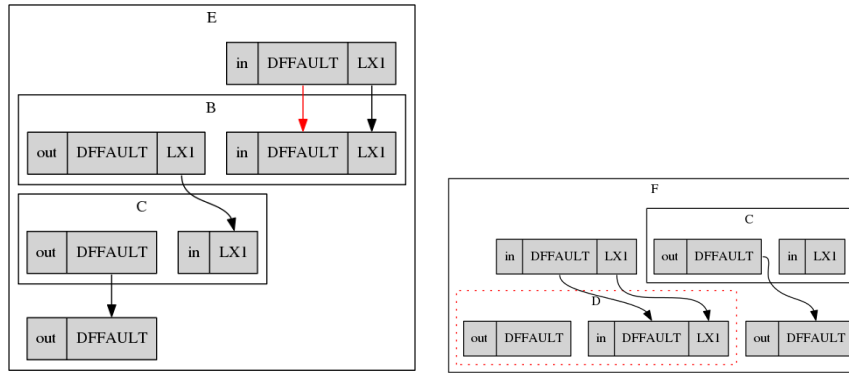 E
in DFFAULT LX1
B
out DFFAULT LX1 in DFFAULT LX1
C
out DFFAULT in LX1
out DFFAULT
F
C
in DFFAULT LX1 out DFFAULT in LX1
D
out DFFAULT in DFFAULT LX1 out DFFAULT